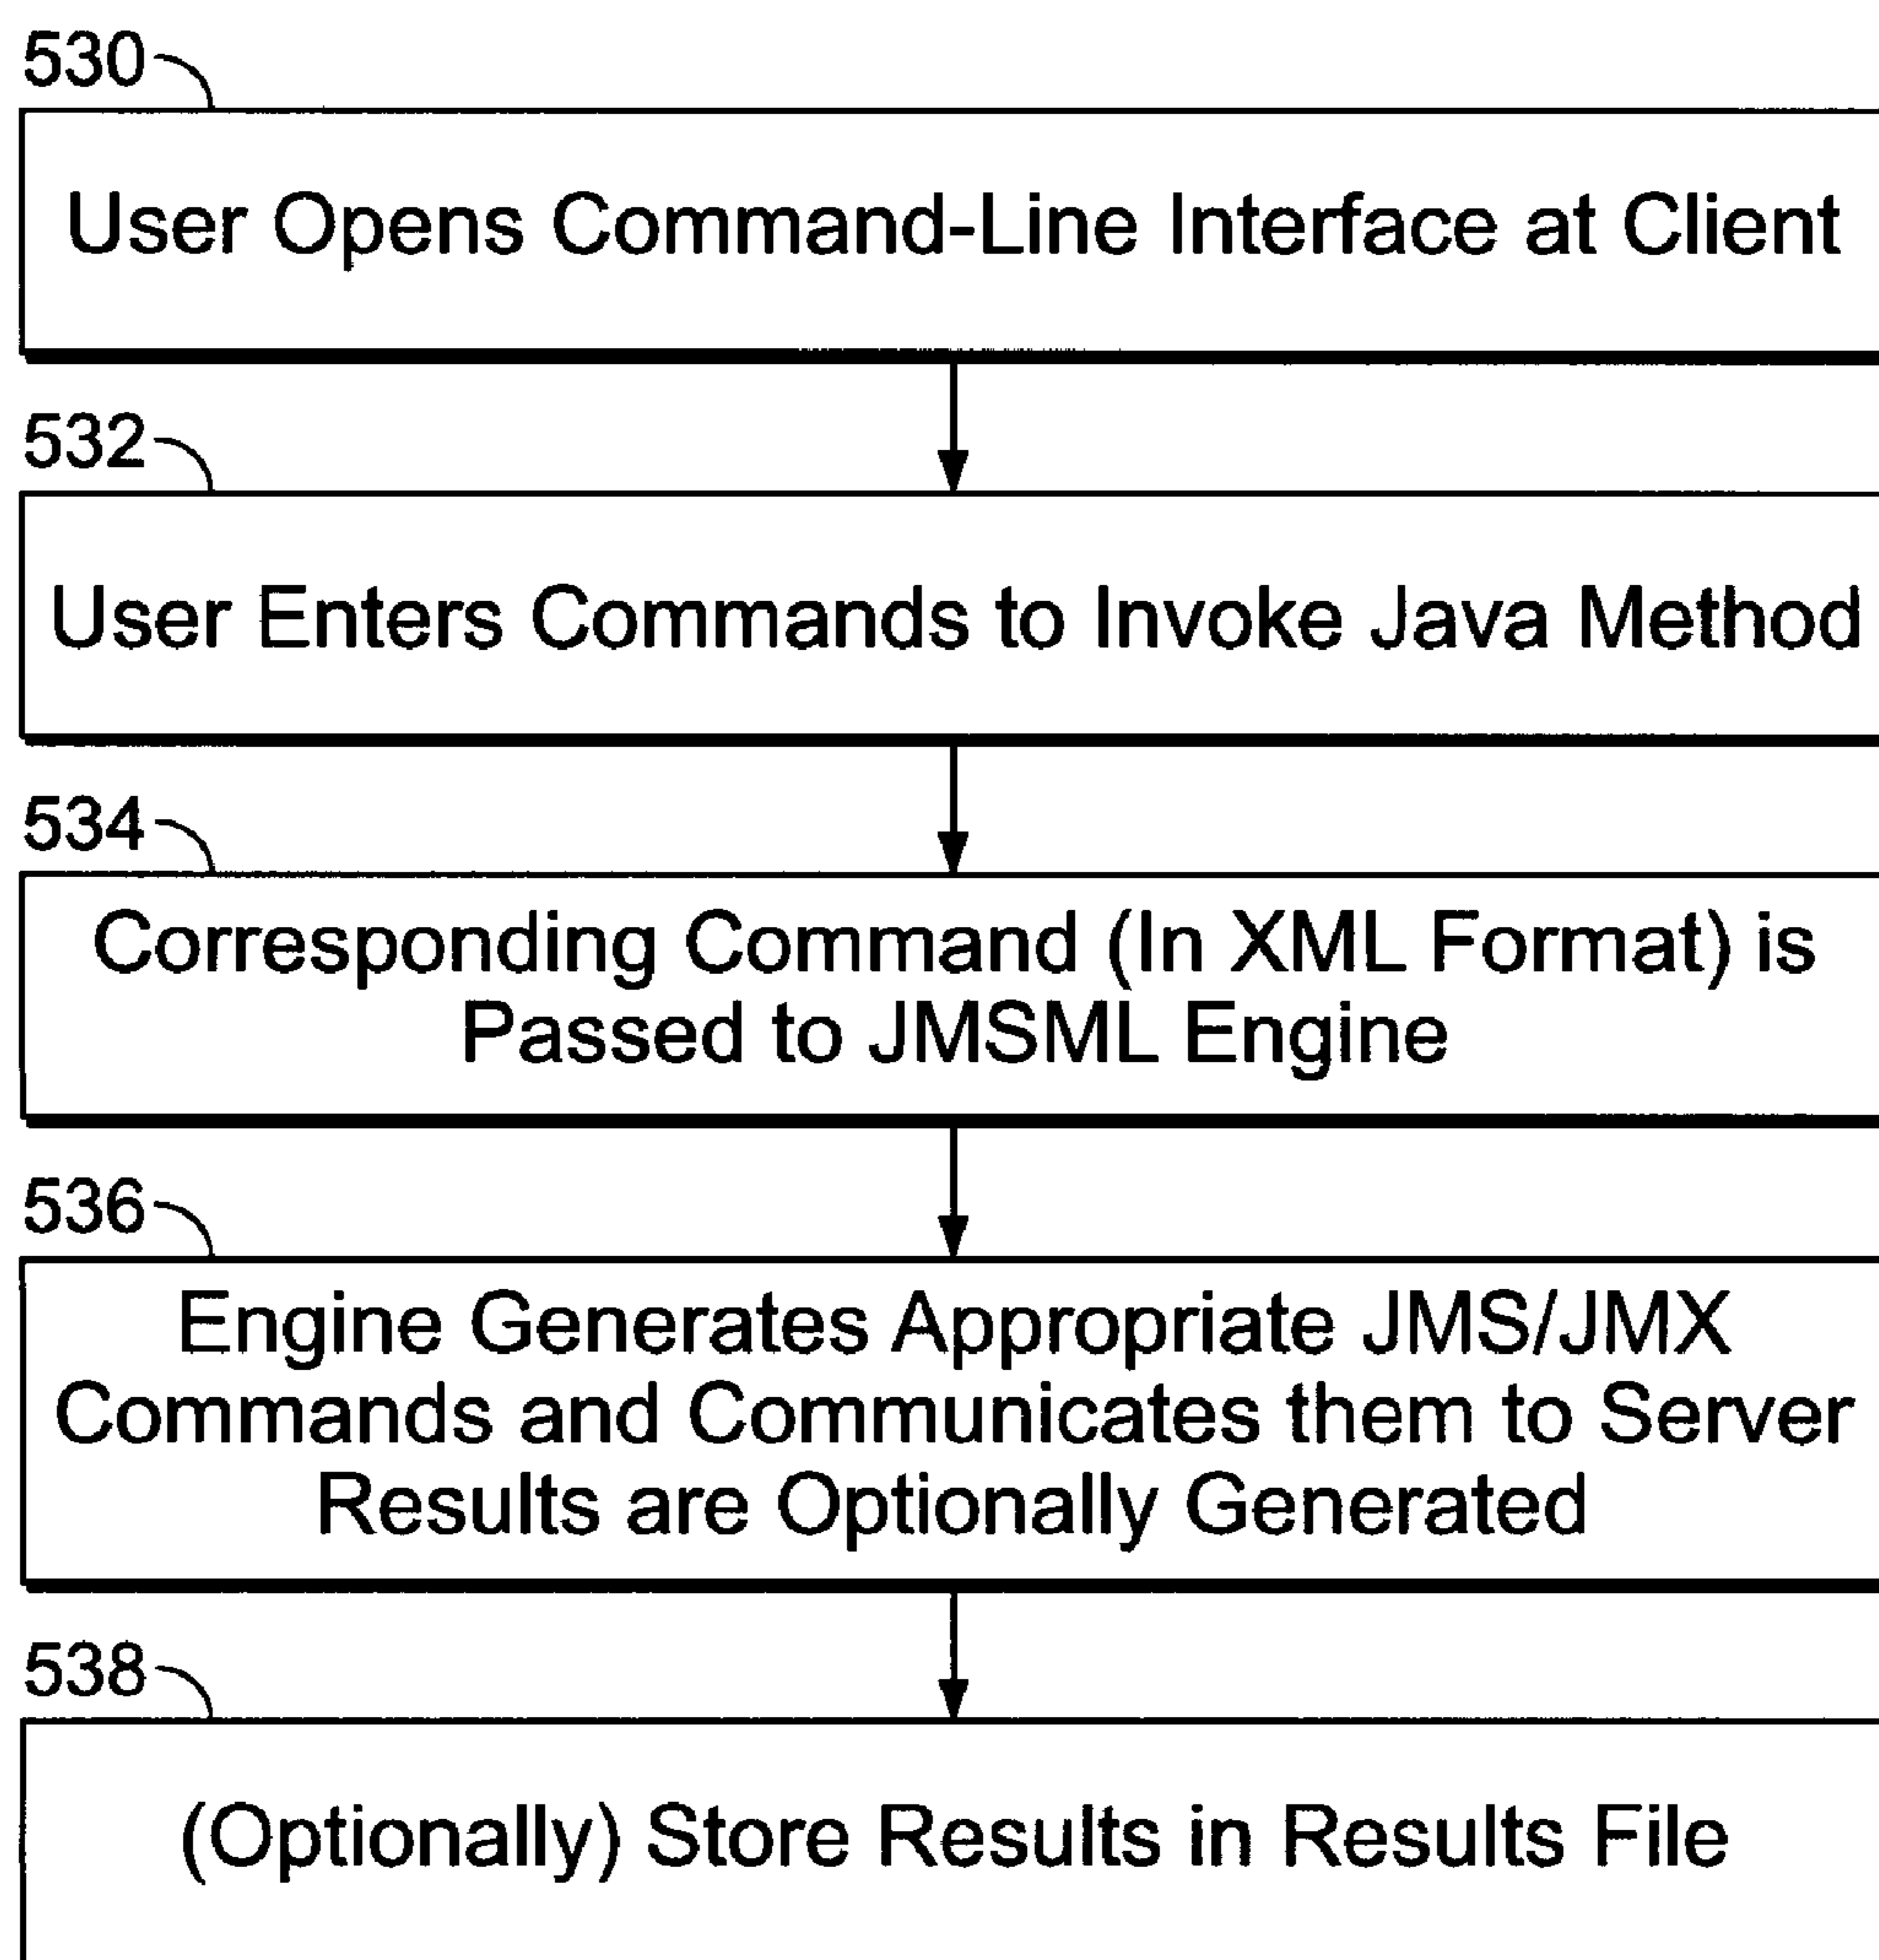 530
User Opens Command-Line Interface at Client
532
User Enters Commands to Invoke Java Method
534
Corresponding Command (In XML Format) is
Passed to JMSML Engine
536
Engine Generates Appropriate JMS/JMX
Commands and Communicates them to Server
Results are Optionally Generated
538
(Optionally) Store Results in Results File